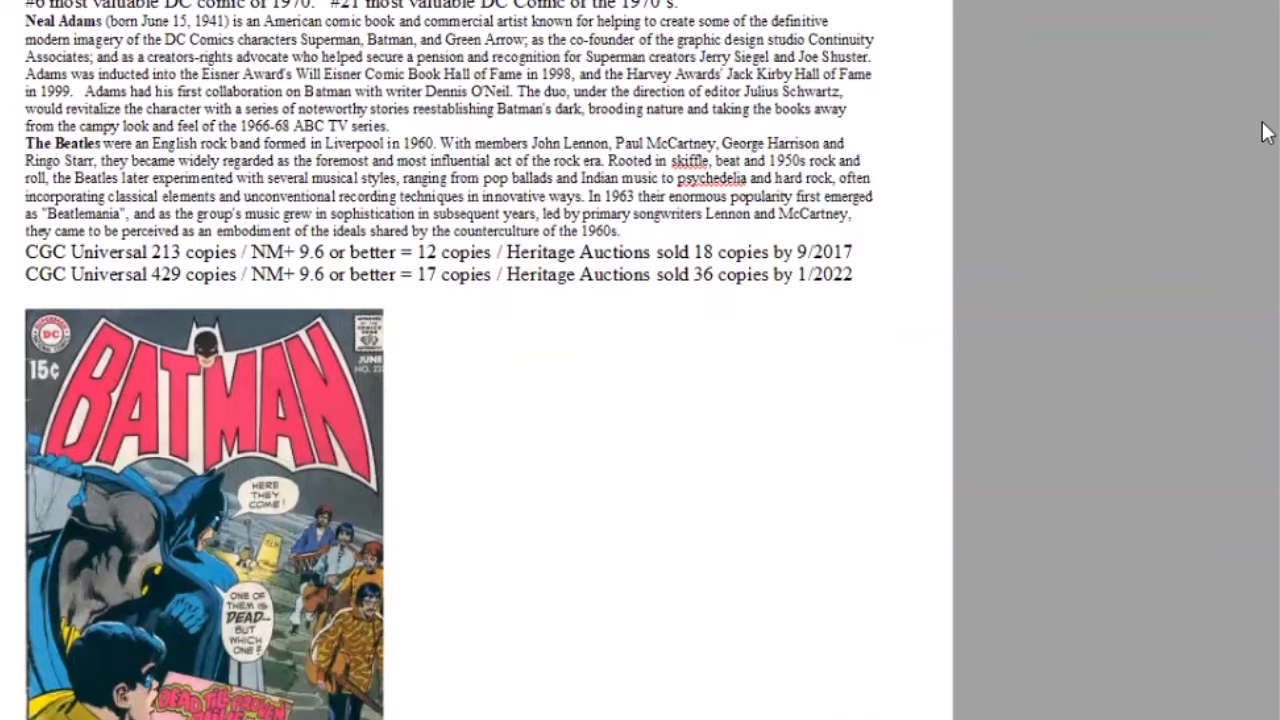 #6 most valuable DC comic of 1970. #21 most valuable DC Comic of the 1970's.
Neal Adams (born June 15, 1941) is an American comic book and commercial artist known for helping to create some of the definitive
modern imagery of the DC Comics characters Superman, Batman, and Green Arrow; as the co-founder of the graphic design studio Continuity
Associates; and as a creators-rights advocate who helped secure a pension and recognition for Superman creators Jerry Siegel and Joe Shuster.
Adams was inducted into the Eisner Award's Will Eisner Comic Book Hall of Fame in 1998, and the Harvey Awards' Jack Kirby Hall of Fame
in 1999. Adams had his first collaboration on Batman with writer Dennis O'Neil. The duo, under the direction of editor Julius Schwartz,
would revitalize the character with a series of noteworthy stories reestablishing Batman's dark, brooding nature and taking the books away
from the campy look and feel of the 1966-68 ABC TV series.
The Beatles were an English rock band formed in Liverpool in 1960. With members John Lennon, Paul McCartney, George Harrison and
Ringo Starr, they became widely regarded as the foremost and most influential act of the rock era. Rooted in skiffle, beat and 1950s rock and
roll, the Beatles later experimented with several musical styles, ranging from pop ballads and Indian music to psychedelia and hard rock, often
incorporating classical elements and unconventional recording techniques in innovative ways. In 1963 their enormous popularity first emerged
as "Beatlemania", and as the group's music grew in sophistication in subsequent years, led by primary songwriters Lennon and McCartney,
they came to be perceived as an embodiment of the ideals shared by the counterculture of the 1960s.
CGC Universal 213 copies / NM+ 9.6 or better = 12 copies / Heritage Auctions sold 18 copies by 9/2017
CGC Universal 429 copies / NM+ 9.6 or better = 17 copies / Heritage Auctions sold 36 copies by 1/2022
DC
15¢
JUNE
BATMAN
HERE
THEY
COME!
ONE OF
THEM IS
DEAD--
BUT
WHICH
ONE?
DEAD TILL PROVEN